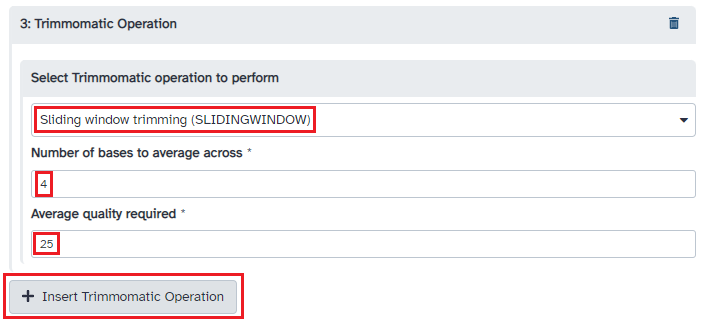 3: Trimmomatic Operation
Select Trimmomatic operation to perform
Sliding window trimming (SLIDINGWINDOW)
Number of bases to average across *
4
Average quality required *
25
+ Insert Trimmomatic Operation